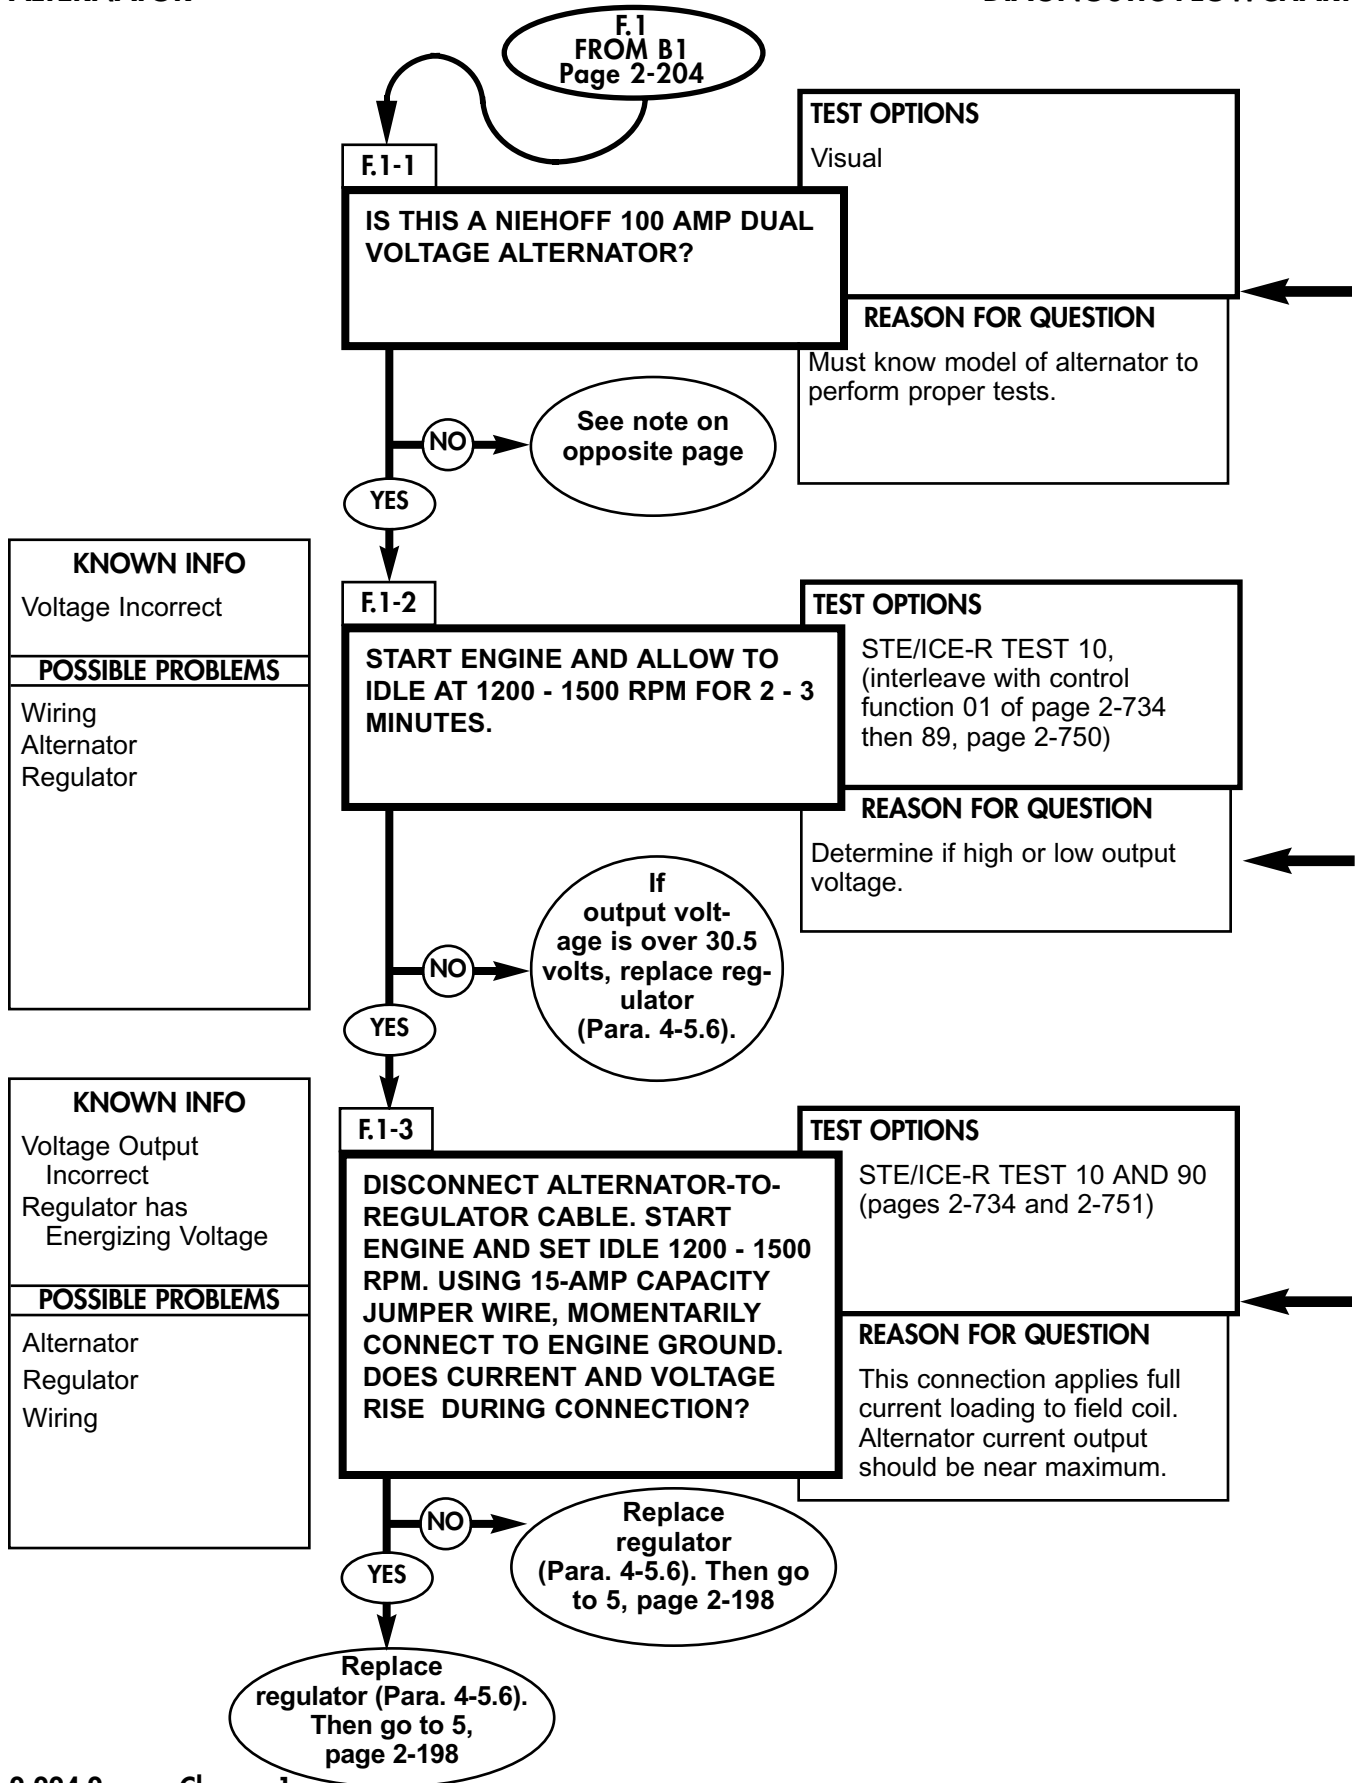 F.1
FROM B1
Page 2-204
TEST OPTIONS
Visual
F.1-1
IS THIS A NIEHOFF 100 AMP DUAL
VOLTAGE ALTERNATOR?
REASON FOR QUESTION
Must know model of alternator to
perform proper tests.
NO
See note on
opposite page
YES
KNOWN INFO
Voltage Incorrect
POSSIBLE PROBLEMS
Wiring
Alternator
Regulator
F.1-2
START ENGINE AND ALLOW TO
IDLE AT 1200 - 1500 RPM FOR 2 - 3
MINUTES.
TEST OPTIONS
STE/ICE-R TEST 10,
(interleave with control
function 01 of page 2-734
then 89, page 2-750)
REASON FOR QUESTION
Determine if high or low output
voltage.
NO
If
output volt-
age is over 30.5
volts, replace reg-
ulator
(Para. 4-5.6).
YES
KNOWN INFO
Voltage Output
Incorrect
Regulator has
Energizing Voltage
POSSIBLE PROBLEMS
Alternator
Regulator
Wiring
F.1-3
DISCONNECT ALTERNATOR-TO-
REGULATOR CABLE. START
ENGINE AND SET IDLE 1200 - 1500
RPM. USING 15-AMP CAPACITY
JUMPER WIRE, MOMENTARILY
CONNECT TO ENGINE GROUND.
DOES CURRENT AND VOLTAGE
RISE DURING CONNECTION?
TEST OPTIONS
STE/ICE-R TEST 10 AND 90
(pages 2-734 and 2-751)
REASON FOR QUESTION
This connection applies full
current loading to field coil.
Alternator current output
should be near maximum.
NO
Replace
regulator
(Para. 4-5.6). Then go
to 5, page 2-198
YES
Replace
regulator (Para. 4-5.6).
Then go to 5,
page 2-198